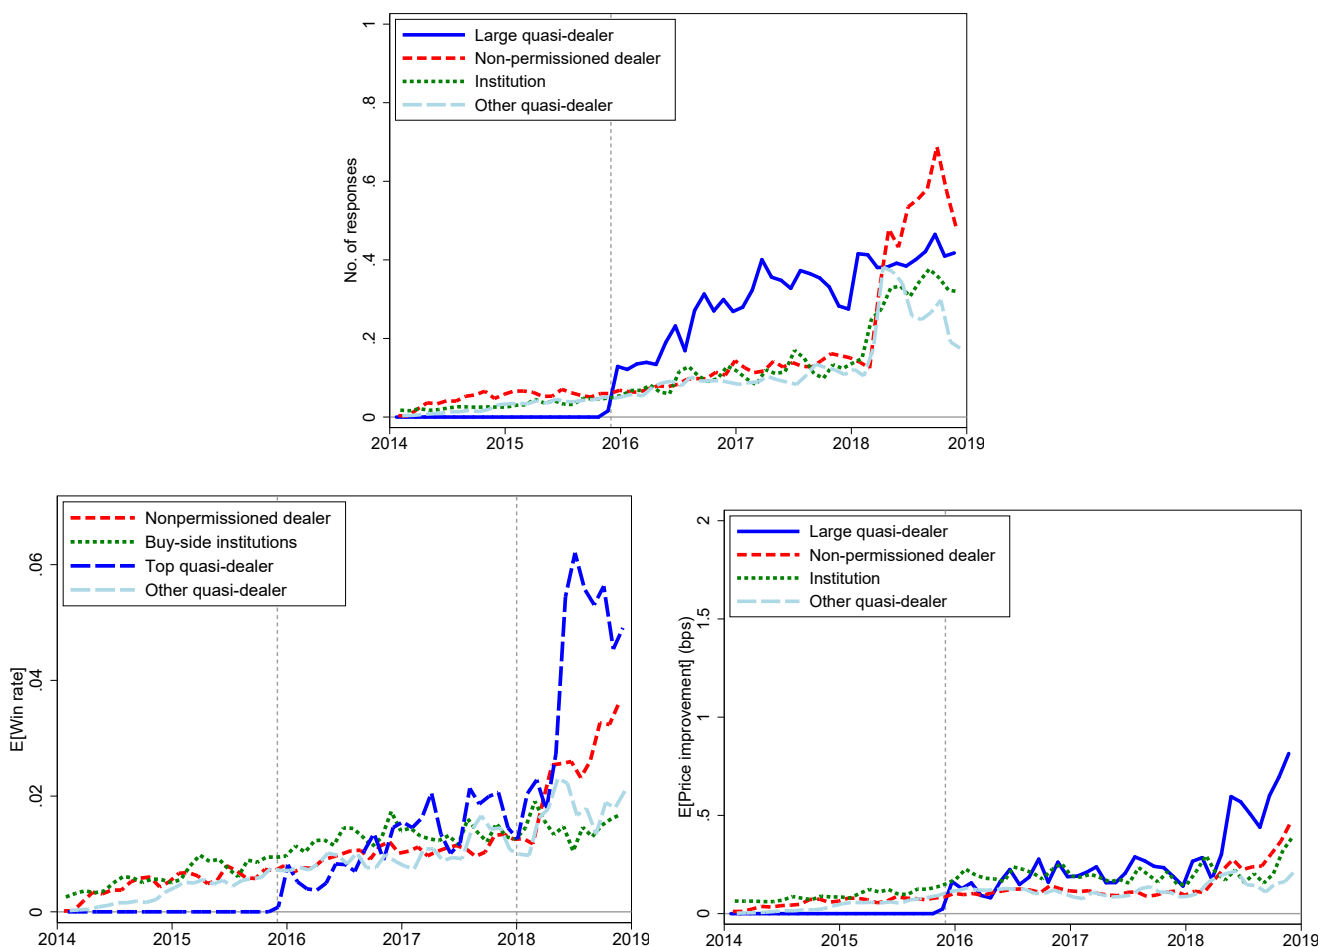 Large quasi-dealer
Non-permissioned dealer
Institution
Other quasi-dealer
No. of responses
1
.8
.6
.4
.2
0
2014 2015 2016 2017 2018 2019
Nonpermissioned dealer
Buy-side institutions
Top quasi-dealer
Other quasi-dealer
E[Win rate]
.06
.04
.02
0
2014 2015 2016 2017 2018 2019
Large quasi-dealer
Non-permissioned dealer
Institution
Other quasi-dealer
E[Price improvement] (bps)
2
1.5
1
.5
0
2014 2015 2016 2017 2018 2019